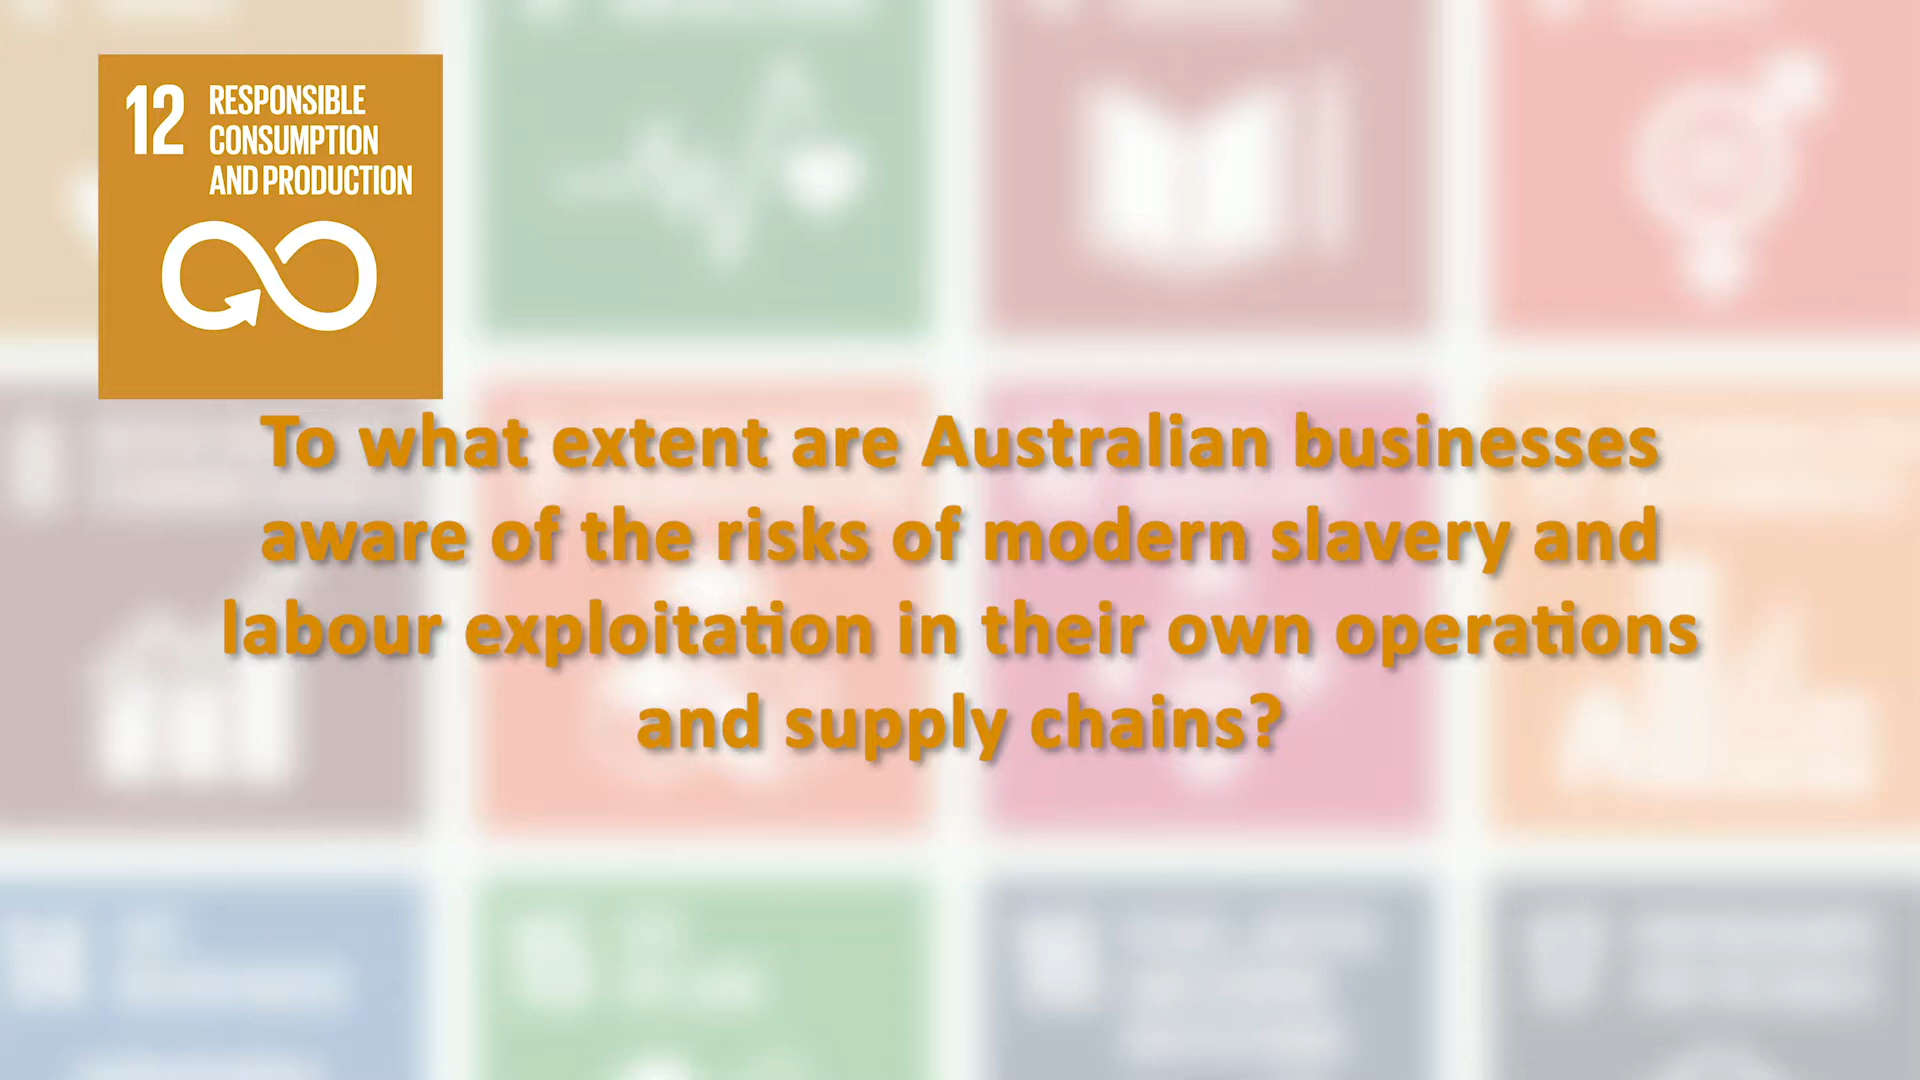 12 RESPONSIBLE
CONSUMPTION
AND PRODUCTION
To what extent are Australian businesses
aware of the risks of modern slavery and
labour exploitation in their own operations
and supply chains?